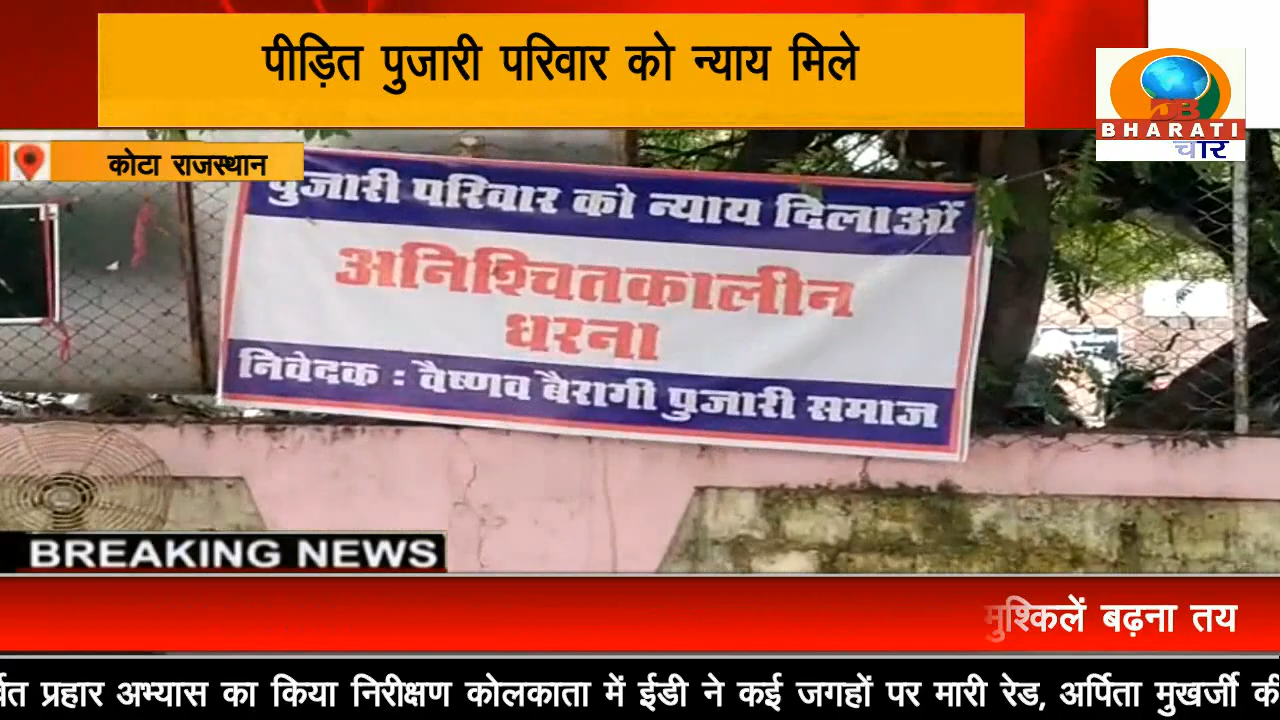 पीड़ित पुजारी परिवार को न्याय मिले
BHARATI
चार
कोटा राजस्थान
पुजारी परिवार को न्याय दिलाओं
अनिश्चितकालीन
धरना
निवेदक : वैष्णव बैरागी पुजारी समाज
BREAKING NEWS
मुश्किलें बढ़ना तय
प्रहार अभ्यास का किया निरीक्षण कोलकाता में ईडी ने कई जगहों पर मारी रेड, अर्पिता मुखर्जी की